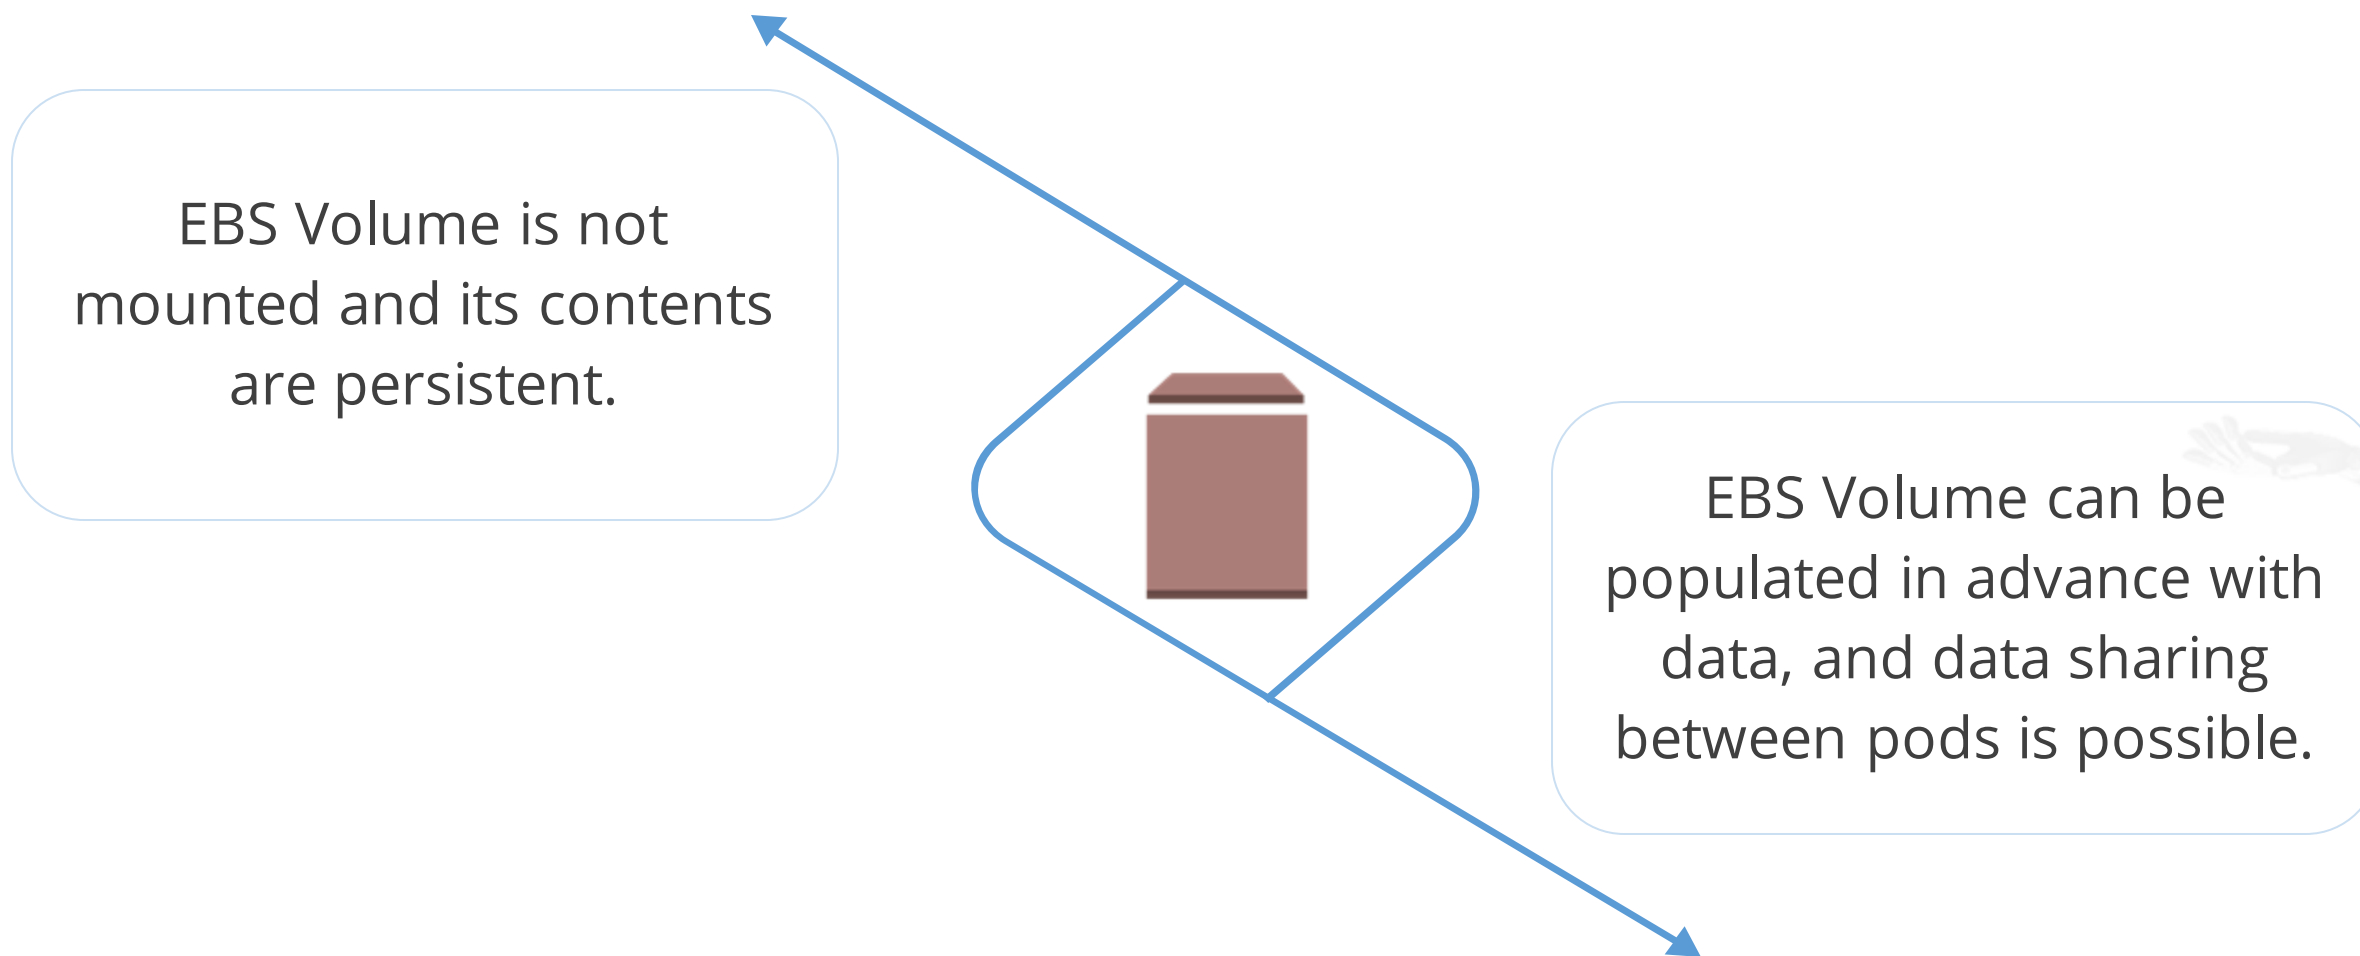 EBS Volume is not
mounted and its contents
are persistent.
EBS Volume can be
populated in advance with
data, and data sharing
between pods is possible.